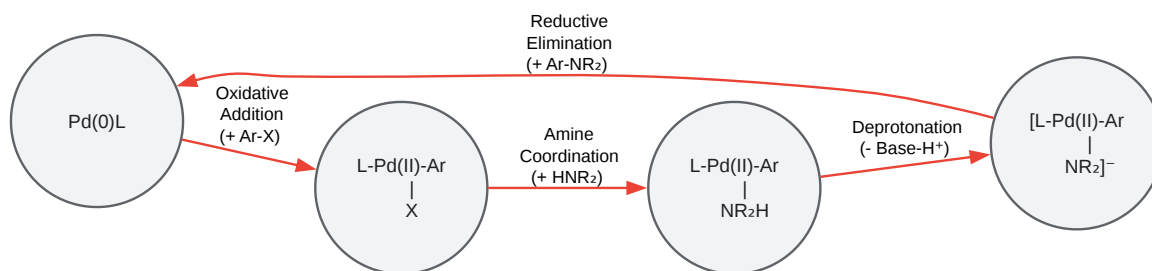 Reductive
Elimination
(+ Ar-NR₂)
Pd(0)L
Oxidative
Addition
(+ Ar-X)
L-Pd(II)-Ar
|
X
Amine
Coordination
(+ HNR₂)
L-Pd(II)-Ar
|
NR₂H
Deprotonation
(- Base-H⁺)
[L-Pd(II)-Ar
|
NR₂]⁻